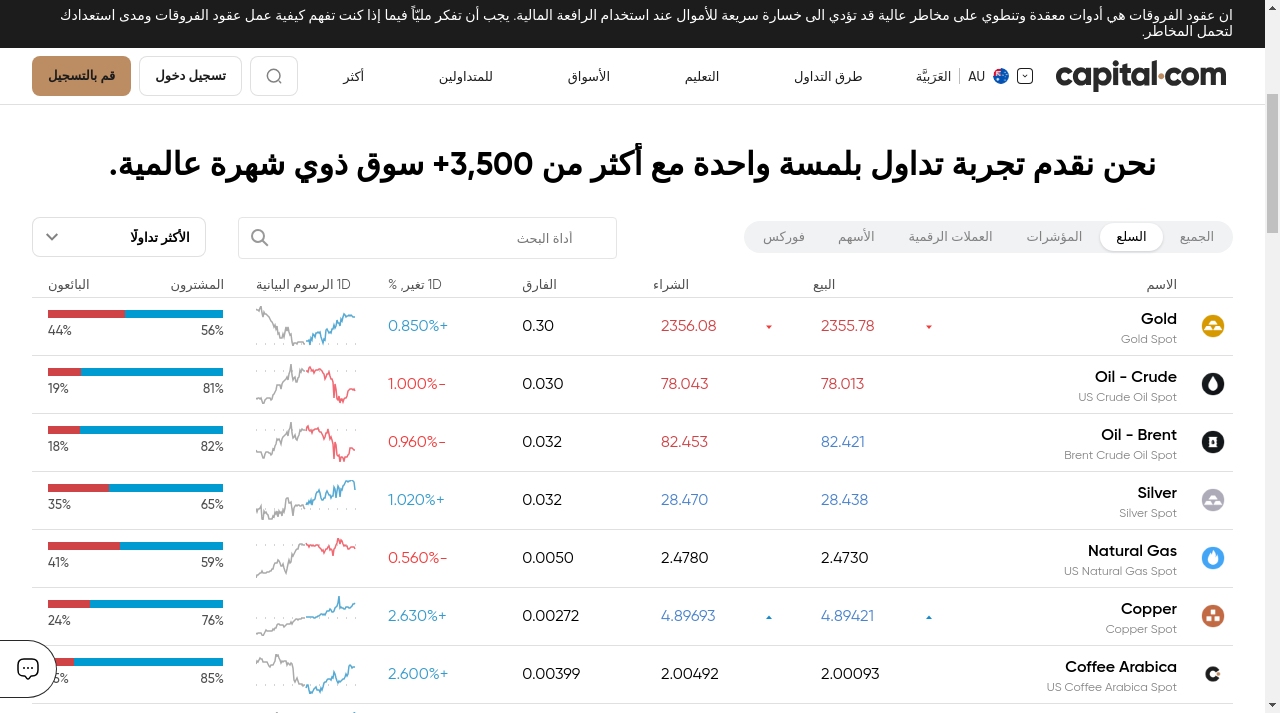 ان عقود الفروقات هي أدوات معقدة وتنطوي على مخاطر عالية قد تؤدي الى خسارة سريعة للأموال عند استخدام الرافعة المالية. يجب أن تفكر مليّاً فيما إذا كنت تفهم كيفية عمل عقود الفروقات ومدى استعدادك
لتحمل المخاطر.
capital.com AU العَرَبيَّة طرق التداول التعليم الأسواق للمتداولين أكثر تسجيل دخول قم بالتسجيل
نحن نقدم تجربة تداول بلمسة واحدة مع أكثر من 3,500+ سوق ذوي شهرة عالمية.
الجميع السلع المؤشرات العملات الرقمية الأسهم فوركس أداة البحث الأكثر تداولًا
الاسم البيع الشراء الفارق 1D تغير, % 1D الرسوم البيانية المشترون البائعون
Gold 2355.78 2356.08 0.30 0.850%+ 56% 44%
Gold Spot
Oil - Crude 78.013 78.043 0.030 1.000%- 81% 19%
US Crude Oil Spot
Oil - Brent 82.421 82.453 0.032 0.960%- 82% 18%
Brent Crude Oil Spot
Silver 28.438 28.470 0.032 1.020%+ 65% 35%
Silver Spot
Natural Gas 2.4730 2.4780 0.0050 0.560%- 59% 41%
US Natural Gas Spot
Copper 4.89421 4.89693 0.00272 2.630%+ 76% 24%
Copper Spot
Coffee Arabica 2.00093 2.00492 0.00399 2.600%+ 85%
US Coffee Arabica Spot